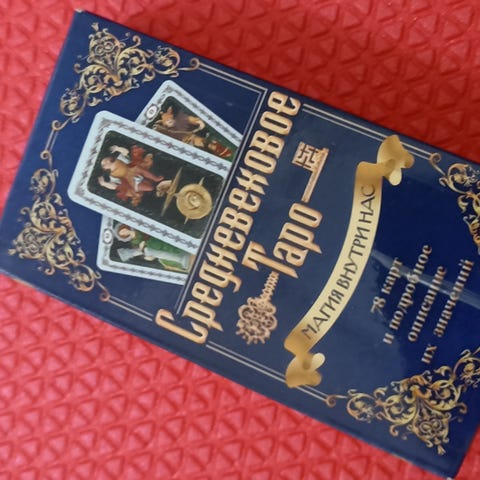 Средневековое
Таро
МАГИЯ ВНУТРИ НАС
78 карт
и подробное
описание
их значений